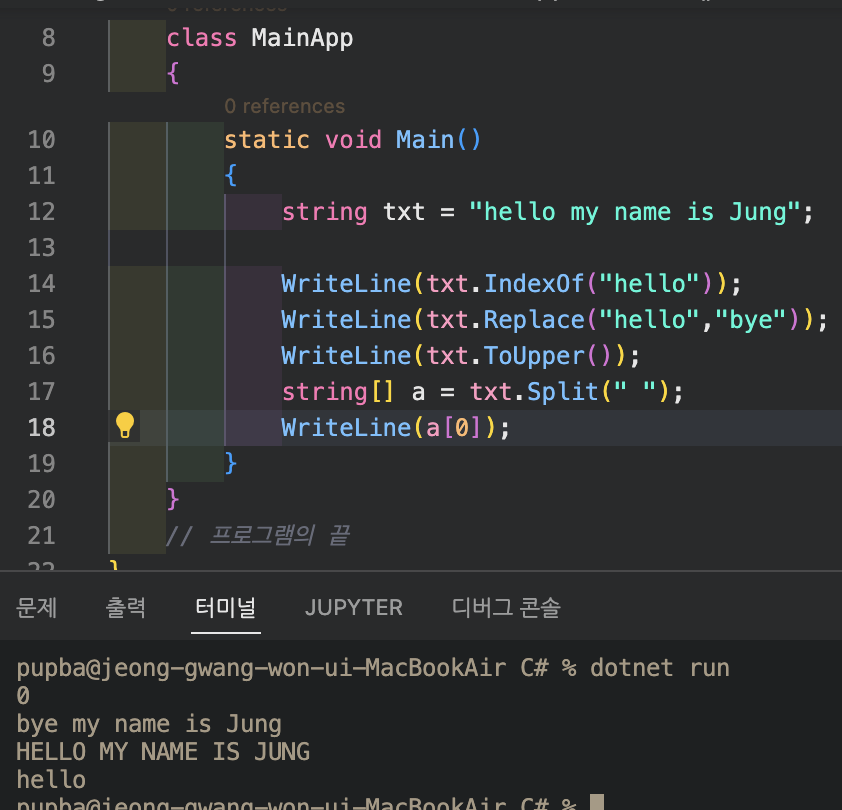 0 references
8 class MainApp
9 {
0 references
10 static void Main()
11 {
12 string txt = "hello my name is Jung";
13
14 WriteLine(txt.IndexOf("hello"));
15 WriteLine(txt.Replace("hello","bye"));
16 WriteLine(txt.ToUpper());
17 string[] a = txt.Split(" ");
18 WriteLine(a[0]);
19 }
20 }
21 // 프로그램의 끝
22 }
문제 출력 터미널 JUPYTER 디버그 콘솔
pupba@jeong-gwang-won-ui-MacBookAir C# % dotnet run
0
bye my name is Jung
HELLO MY NAME IS JUNG
hello
pupba@jeong-gwang-won-ui-MacBookAir C# %